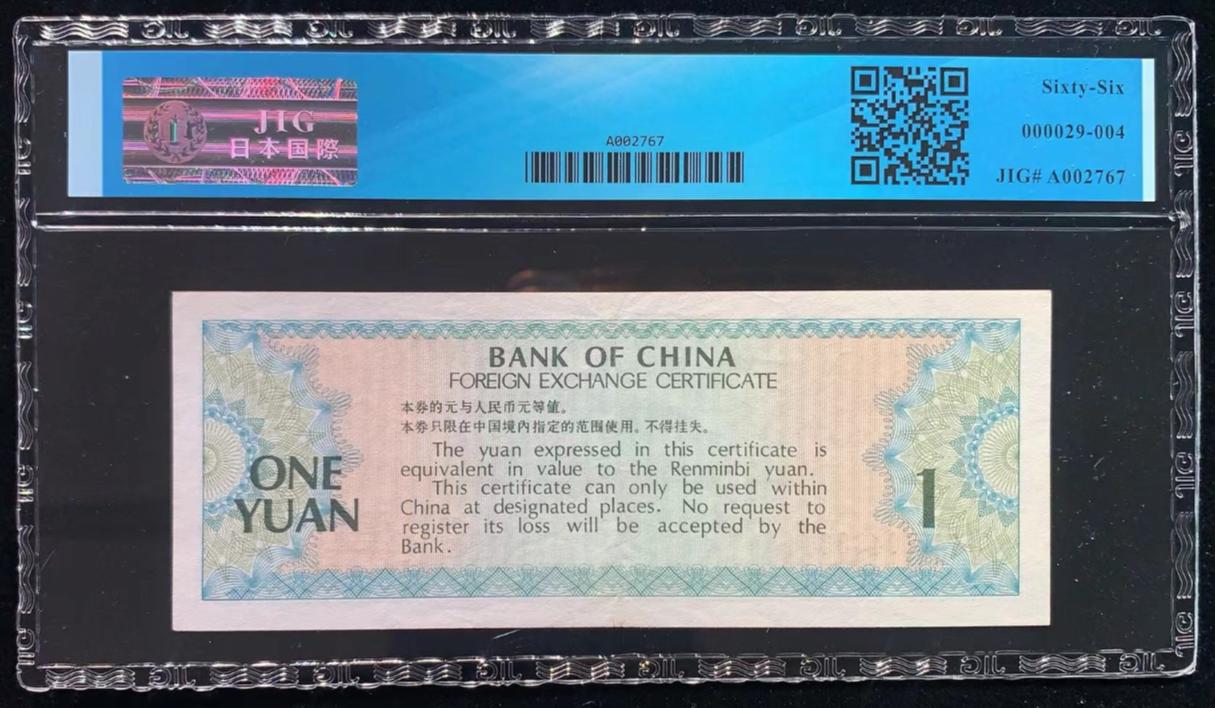 JIG
日本国際
A002767
Sixty-Six
000029-004
JIG# A002767
BANK OF CHINA
FOREIGN EXCHANGE CERTIFICATE
本券的元与人民币元等值。
本券只限在中国境内指定的范围使用。不得挂失。
The yuan expressed in this certificate is
equivalent in value to the Renminbi yuan.
This certificate can only be used within
China at designated places. No request to
register its loss will be accepted by the
Bank.
ONE
YUAN
1